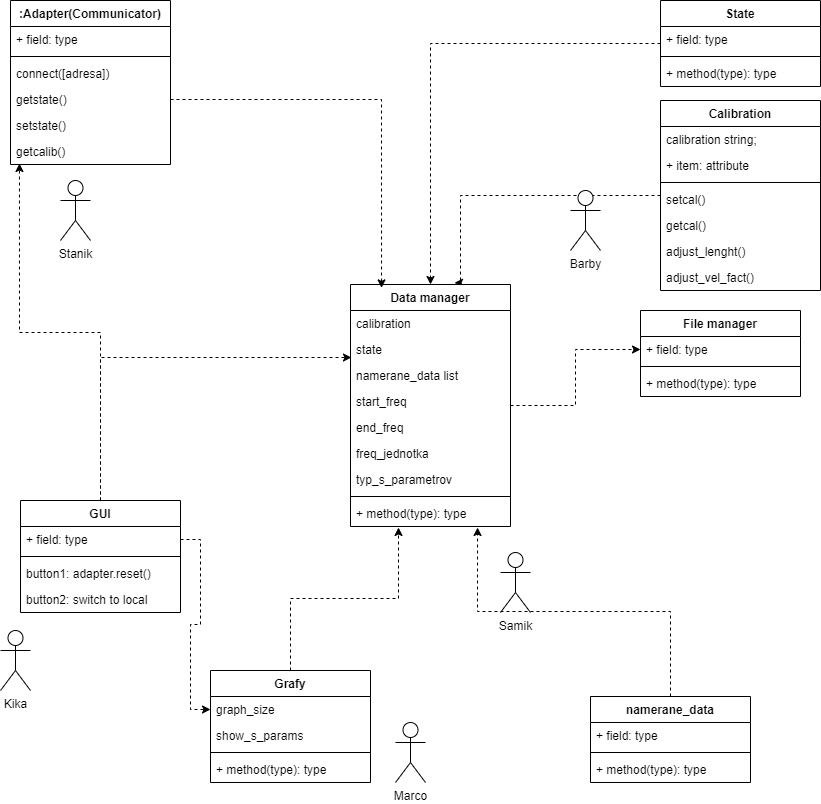 :Adapter(Communicator)
+ field: type
connect([adresa])
getstate()
setstate()
getcalib()
Stanik
State
+ field: type
+ method(type): type
Calibration
calibration string;
+ item: attribute
setcal()
getcal()
adjust_lenght()
adjust_vel_fact()
Barby
Data manager
calibration
state
namerane_data list
start_freq
end_freq
freq_jednotka
typ_s_parametrov
+ method(type): type
File manager
+ field: type
+ method(type): type
GUI
+ field: type
button1: adapter.reset()
button2: switch to local
Kika
Samik
Grafy
graph_size
show_s_params
+ method(type): type
Marco
namerane_data
+ field: type
+ method(type): type